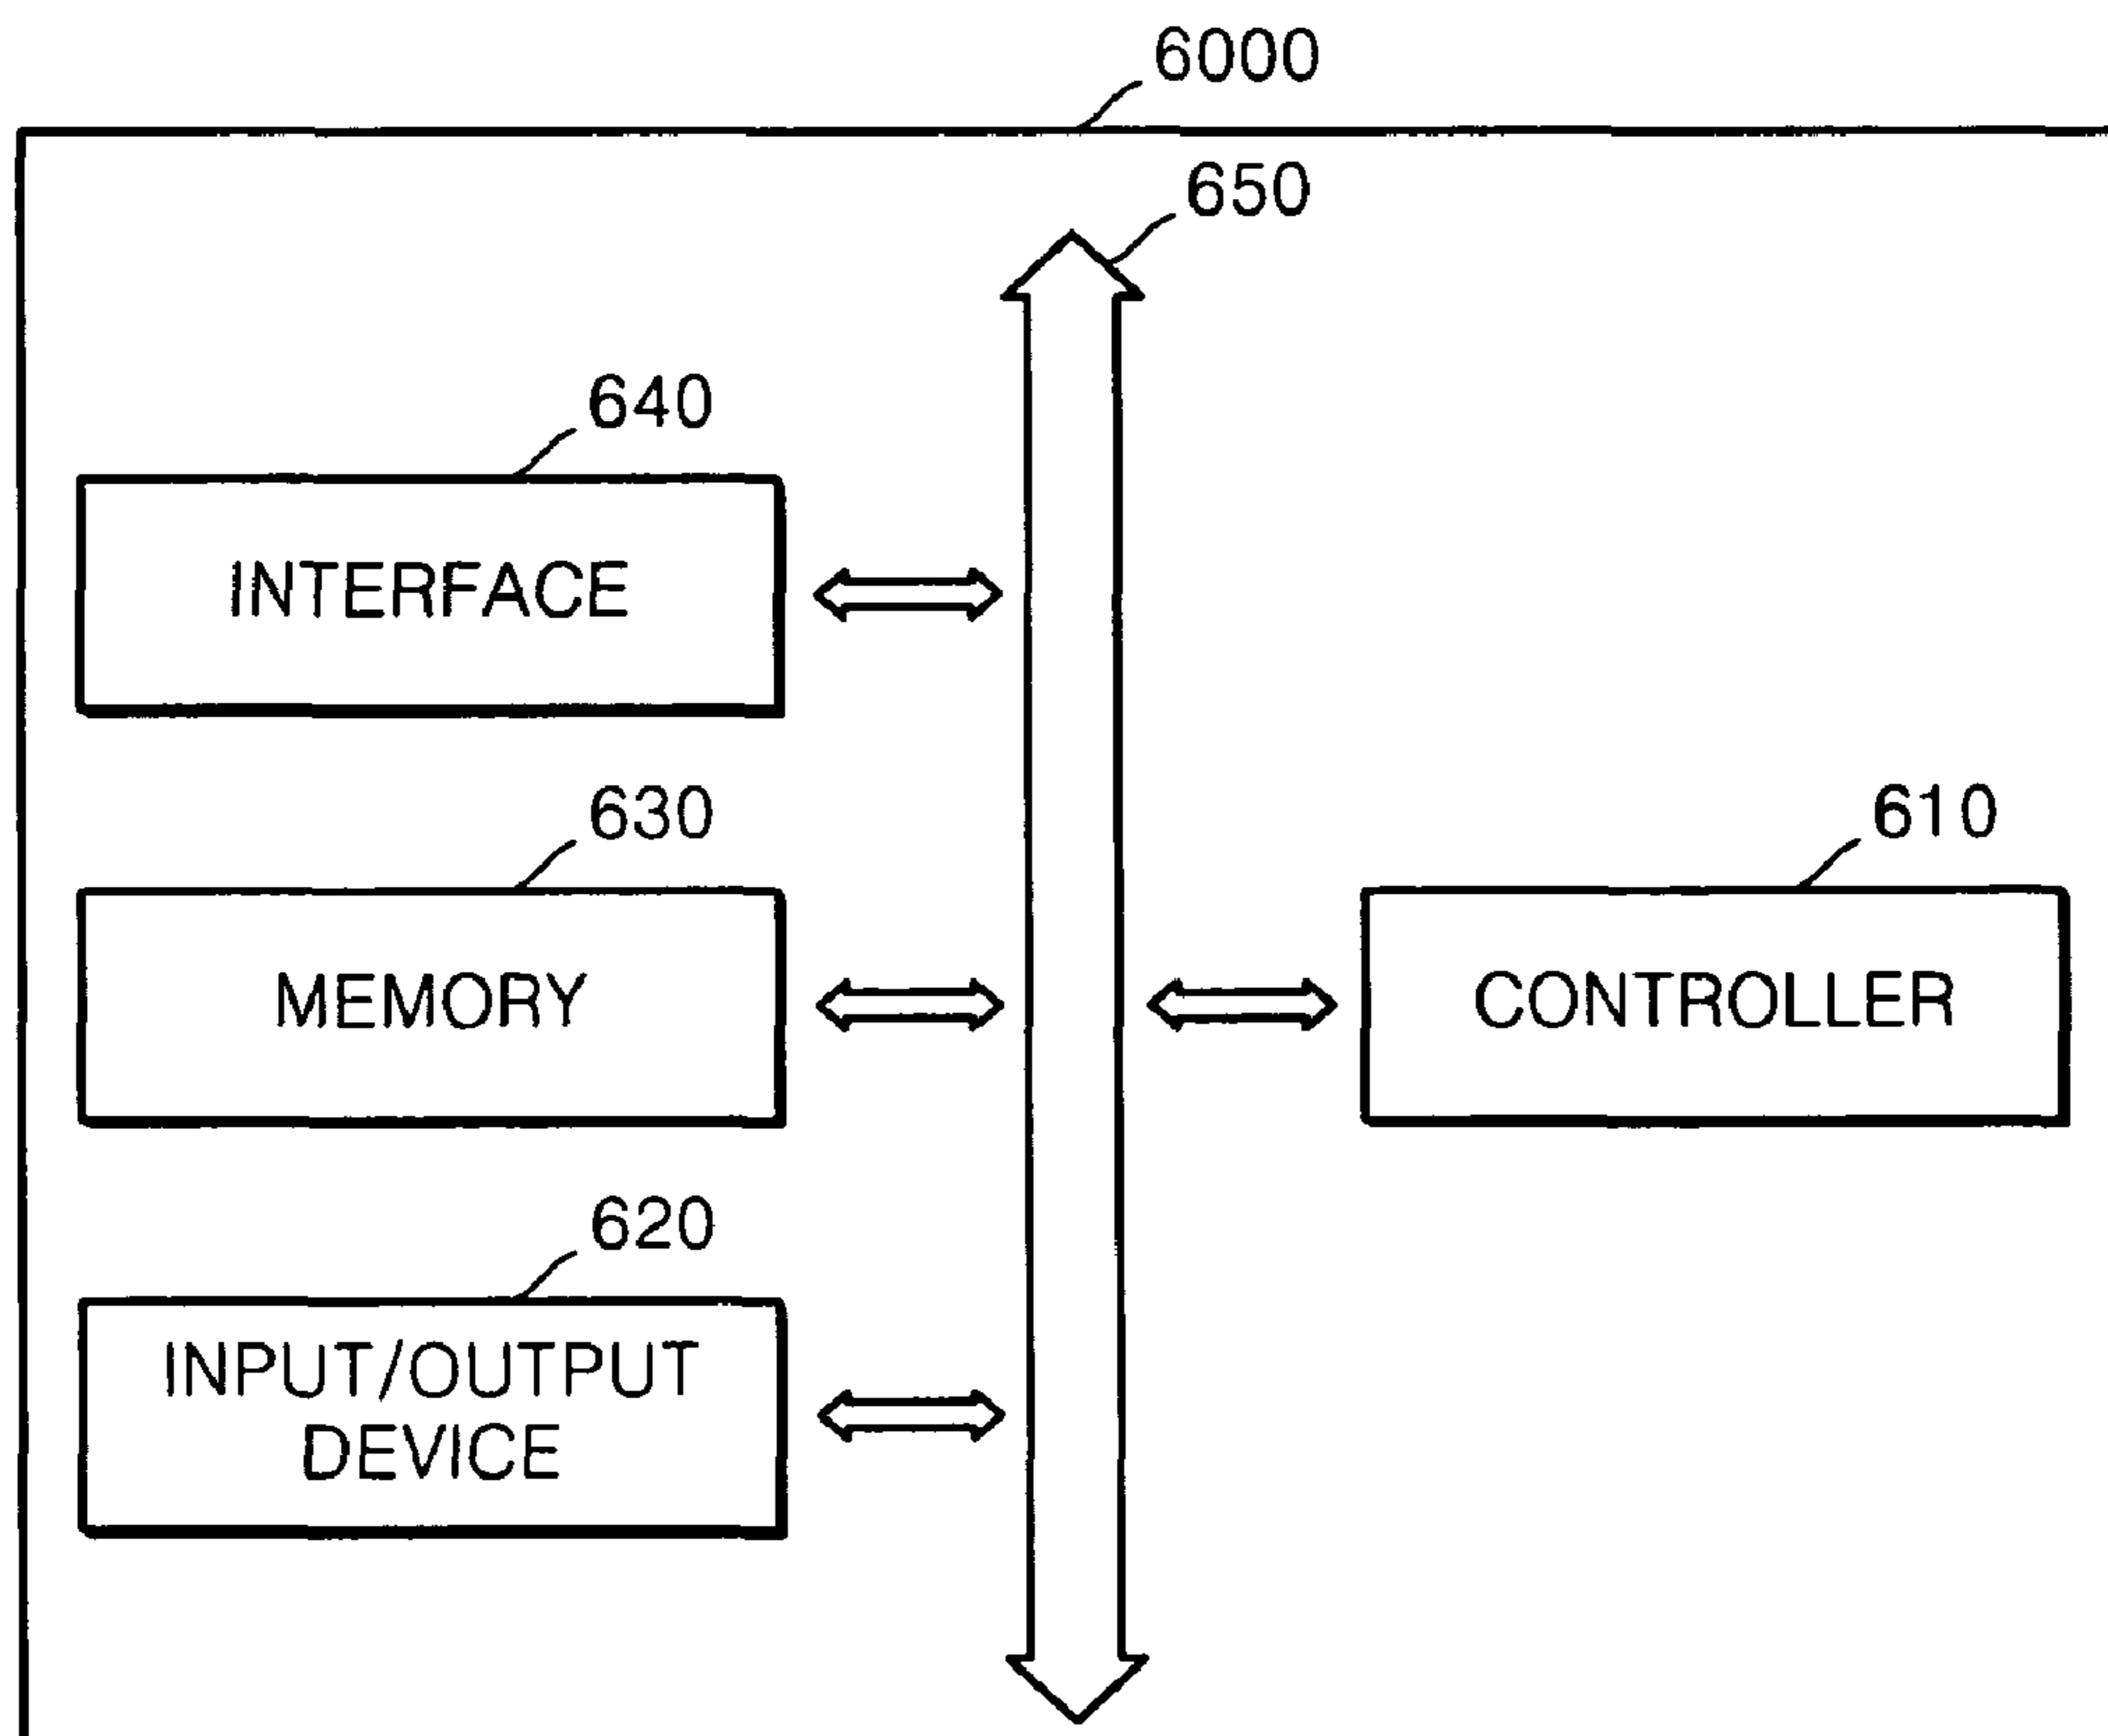 6000
650
640
INTERFACE
630
610
MEMORY
CONTROLLER
620
INPUT/OUTPUT
DEVICE